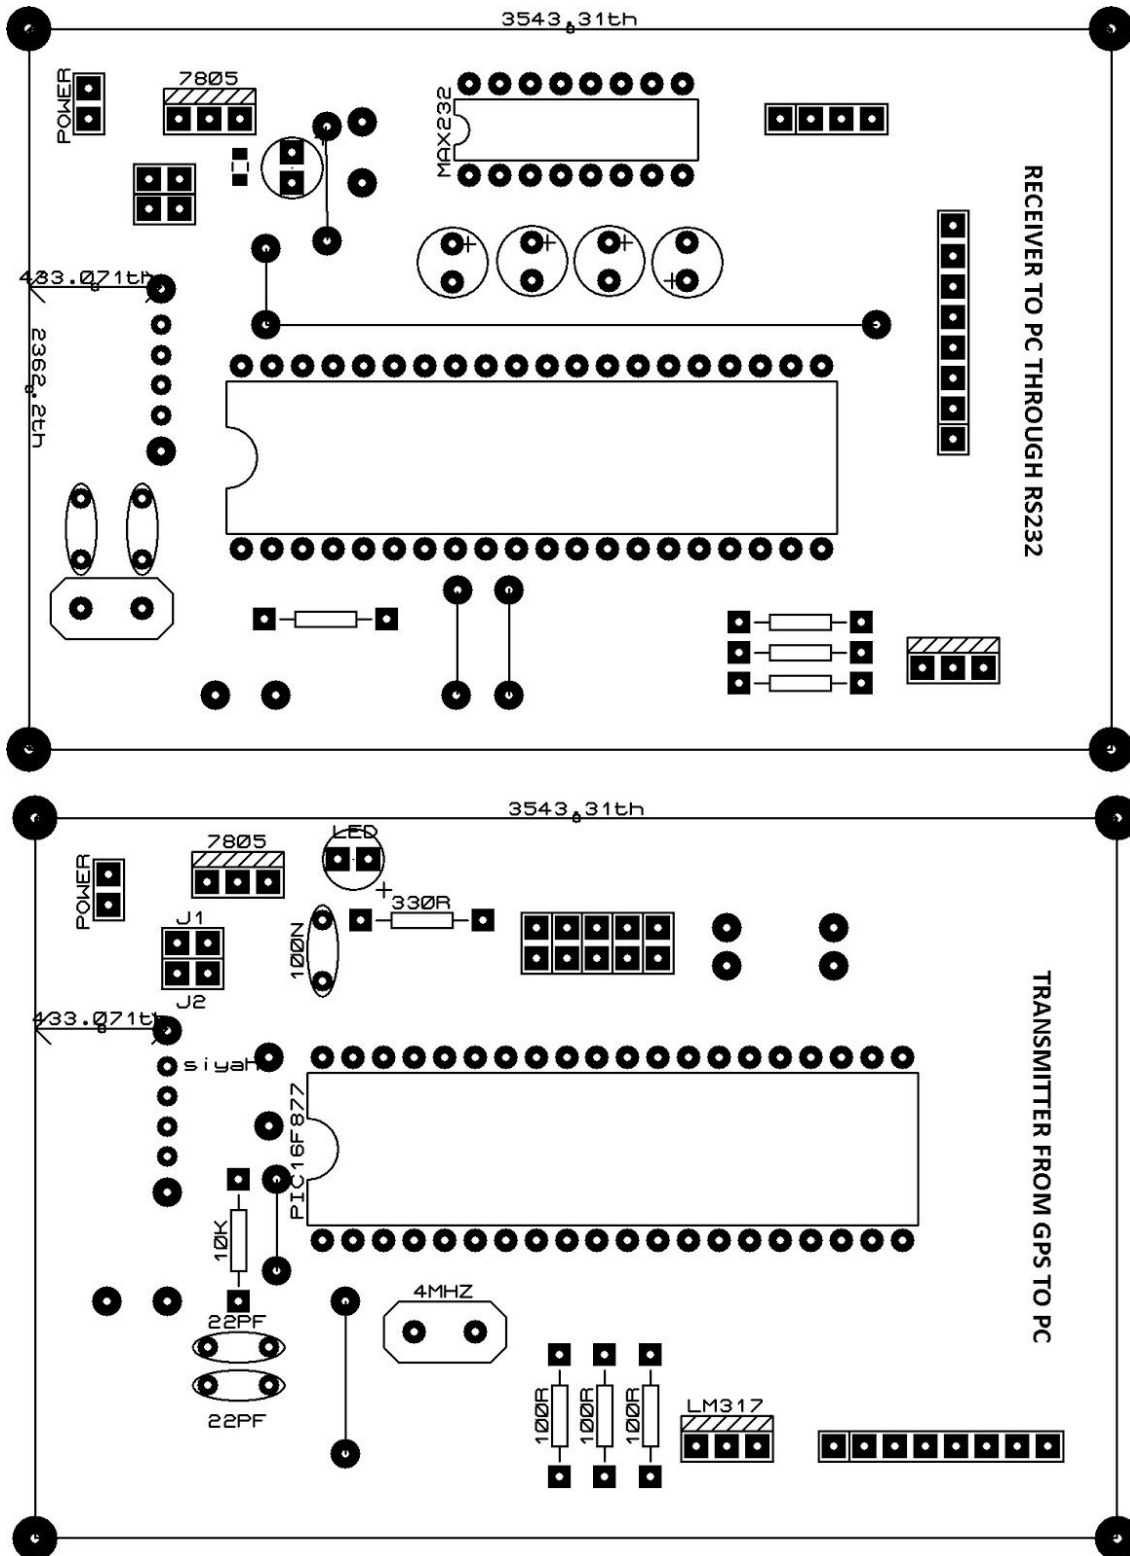 3543.31th
POWER
7805
MAX232
RECEIVER TO PC THROUGH RS232
433.071th
2362.2th
3543.31th
POWER
7805
LED
330R
100N
J1
J2
433.071th
siyah
PIC16F877
TRANSMITTER FROM GPS TO PC
10K
22PF
22PF
4MHZ
100R
100R
100R
LM317